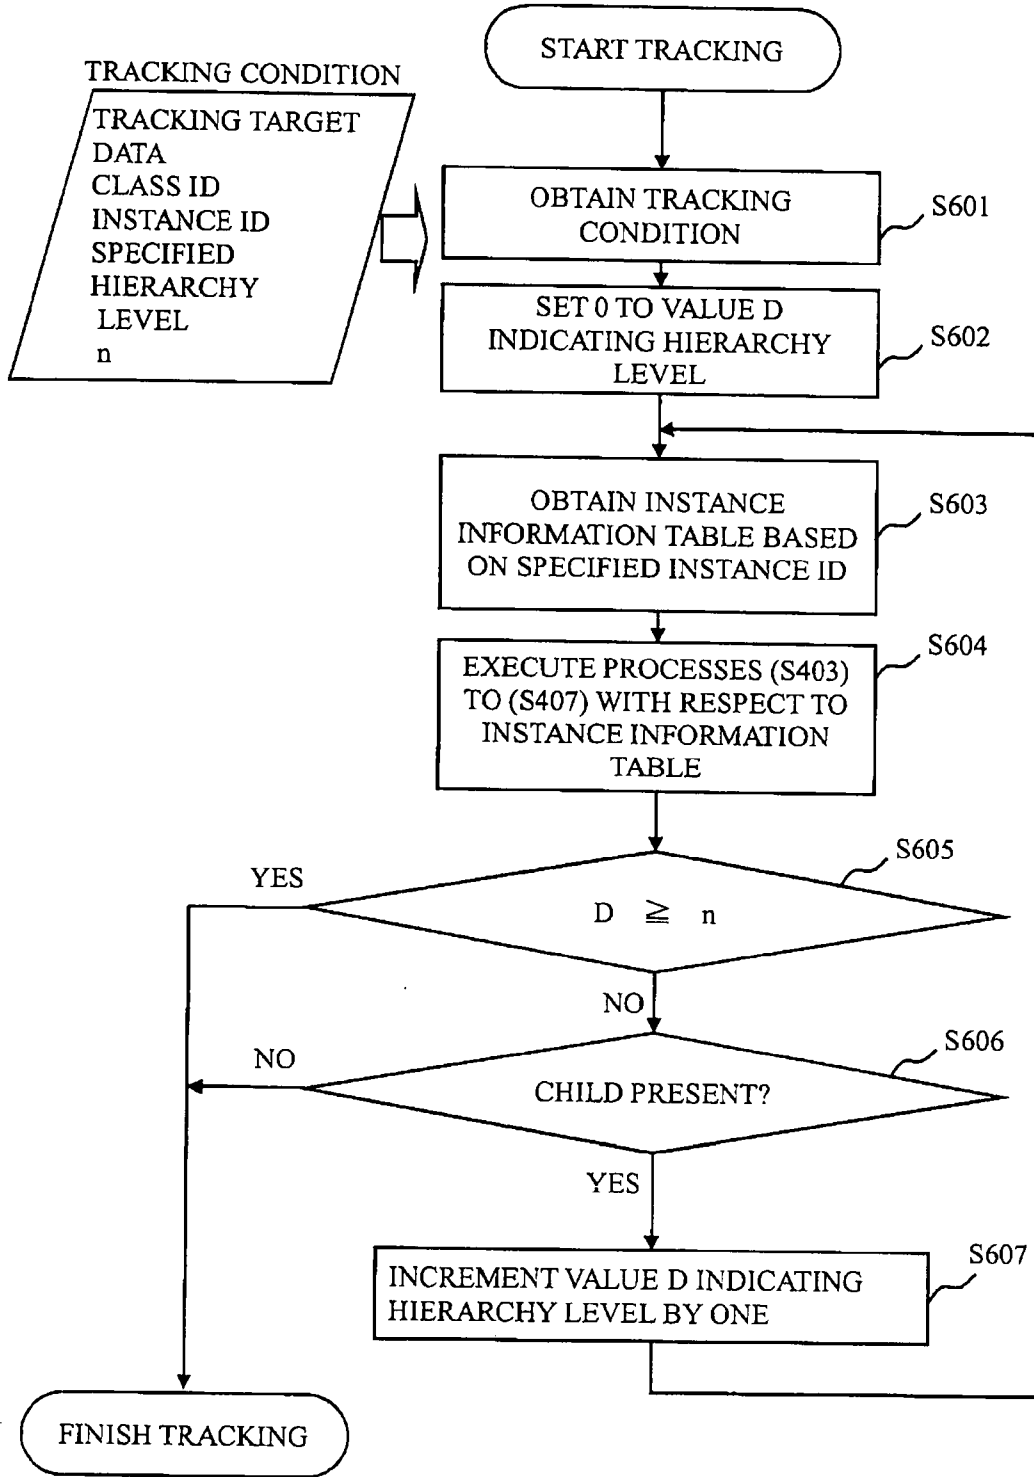 START TRACKING
TRACKING CONDITION
TRACKING TARGET
DATA
CLASS ID
INSTANCE ID
SPECIFIED
HIERARCHY
LEVEL
n
OBTAIN TRACKING
CONDITION
S601
SET 0 TO VALUE D
INDICATING HIERARCHY
LEVEL
S602
OBTAIN INSTANCE
INFORMATION TABLE BASED
ON SPECIFIED INSTANCE ID
S603
EXECUTE PROCESSES (S403)
TO (S407) WITH RESPECT TO
INSTANCE INFORMATION
TABLE
S604
D ≧ n
S605
YES
NO
CHILD PRESENT?
S606
NO
YES
INCREMENT VALUE D INDICATING
HIERARCHY LEVEL BY ONE
S607
FINISH TRACKING